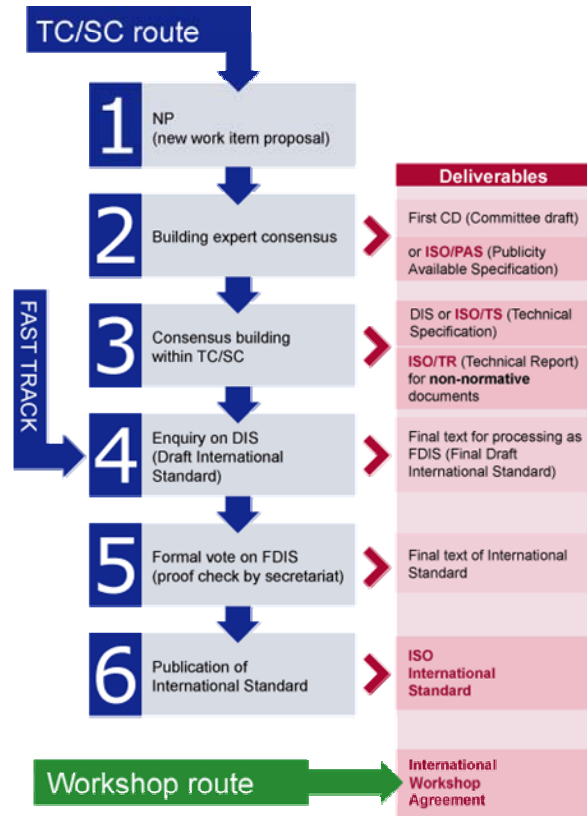 TC/SC route
1
NP
(new work item proposal)
Deliverables
2
Building expert consensus
First CD (Committee draft)
or ISO/PAS (Publicity
Available Specification)
FAST TRACK
3
Consensus building
within TC/SC
DIS or ISO/TS (Technical
Specification)
ISO/TR (Technical Report)
for non-normative
documents
4
Enquiry on DIS
(Draft International
Standard)
Final text for processing as
FDIS (Final Draft
International Standard)
5
Formal vote on FDIS
(proof check by secretariat)
Final text of International
Standard
6
Publication of
International Standard
ISO
International
Standard
Workshop route
International
Workshop
Agreement